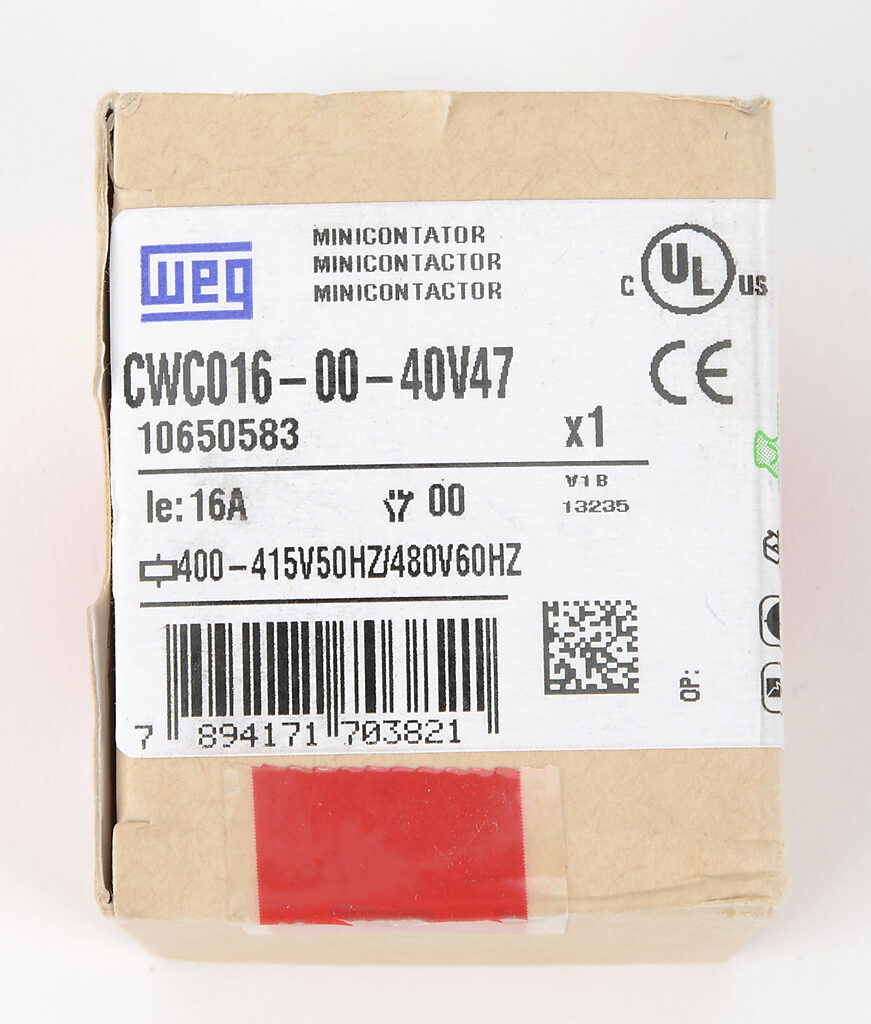 weg
MINICONTATOR
MINICONTACTOR
MINICONTACTOR
C UL US
CWC016-00-40V47
CE
10650583
x1
Ie: 16A
00
V1B
13235
400-415V50HZ/480V60HZ
OP:
7 894171 703821